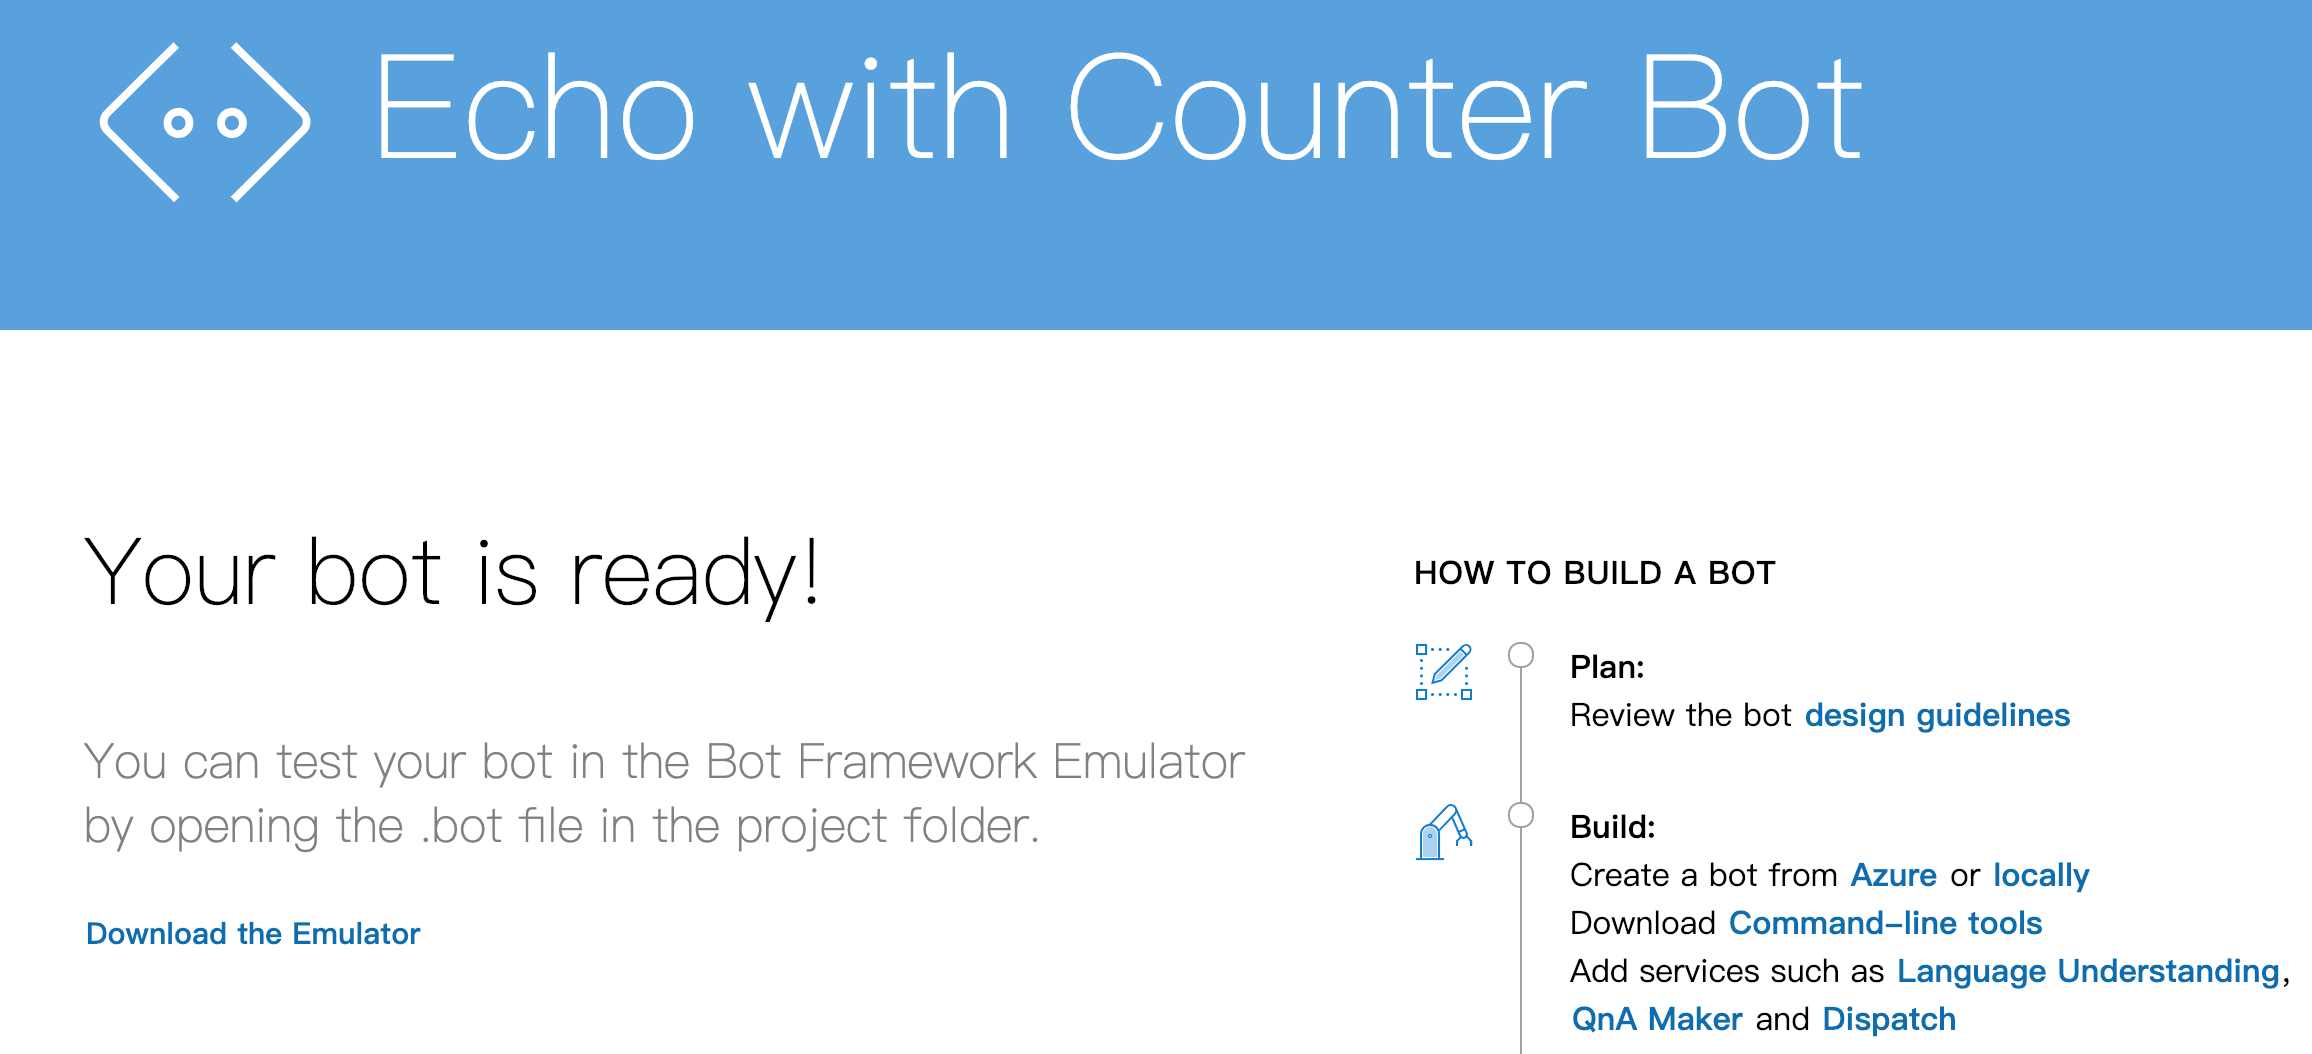 Echo with Counter Bot
Your bot is ready!
You can test your bot in the Bot Framework Emulator
by opening the .bot file in the project folder.
Download the Emulator
HOW TO BUILD A BOT
Plan:
Review the bot design guidelines
Build:
Create a bot from Azure or locally
Download Command-line tools
Add services such as Language Understanding,
QnA Maker and Dispatch